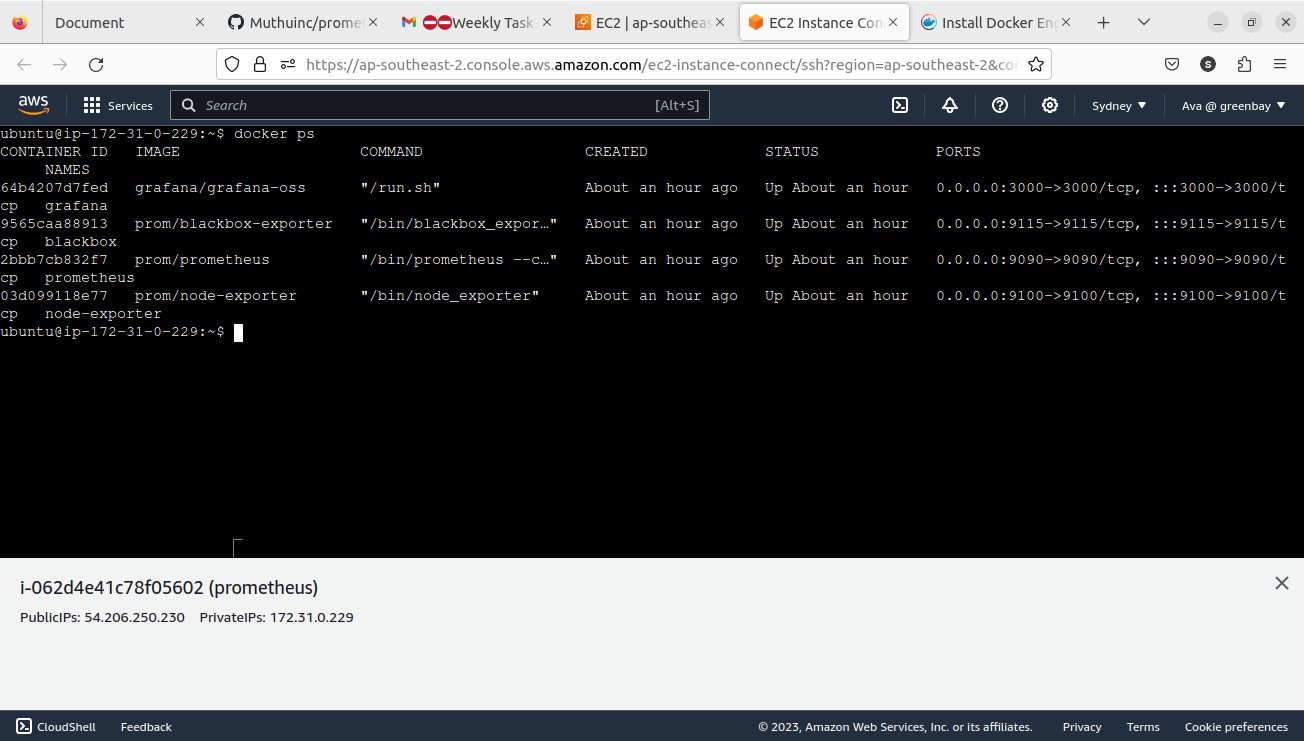 Document
Muthuinc/prome
Weekly Task
EC2 | ap-southeas
EC2 Instance Con
Install Docker Eng
https://ap-southeast-2.console.aws.amazon.com/ec2-instance-connect/ssh?region=ap-southeast-2&con
S
aws
Services
Search
[Alt+S]
Sydney
Ava @ greenbay
ubuntu@ip-172-31-0-229:~$ docker ps
CONTAINER ID IMAGE COMMAND CREATED STATUS PORTS
NAMES
64b4207d7fed grafana/grafana-oss "/run.sh" About an hour ago Up About an hour 0.0.0.0:3000->3000/tcp, :::3000->3000/t
cp grafana
9565caa88913 prom/blackbox-exporter "/bin/blackbox_expor…" About an hour ago Up About an hour 0.0.0.0:9115->9115/tcp, :::9115->9115/t
cp blackbox
2bbb7cb832f7 prom/prometheus "/bin/prometheus --c…" About an hour ago Up About an hour 0.0.0.0:9090->9090/tcp, :::9090->9090/t
cp prometheus
03d099118e77 prom/node-exporter "/bin/node_exporter" About an hour ago Up About an hour 0.0.0.0:9100->9100/tcp, :::9100->9100/t
cp node-exporter
ubuntu@ip-172-31-0-229:~$
i-062d4e41c78f05602 (prometheus)
PublicIPs: 54.206.250.230 PrivateIPs: 172.31.0.229
CloudShell
Feedback
© 2023, Amazon Web Services, Inc. or its affiliates.
Privacy
Terms
Cookie preferences